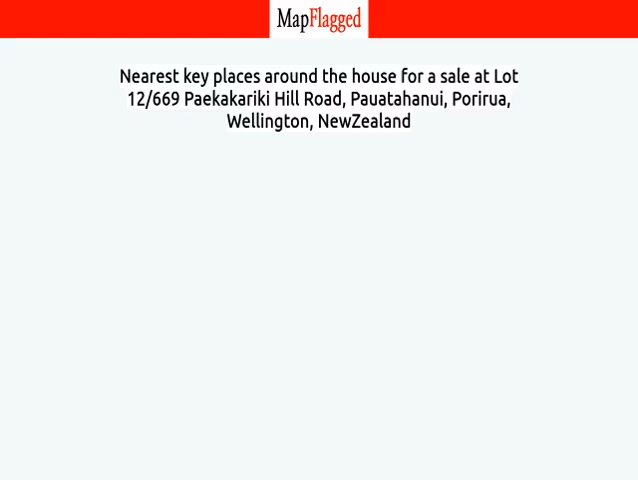 MapFlagged
Nearest key places around the house for a sale at Lot
12/669 Paekakariki Hill Road, Pauatahanui, Porirua,
Wellington, NewZealand